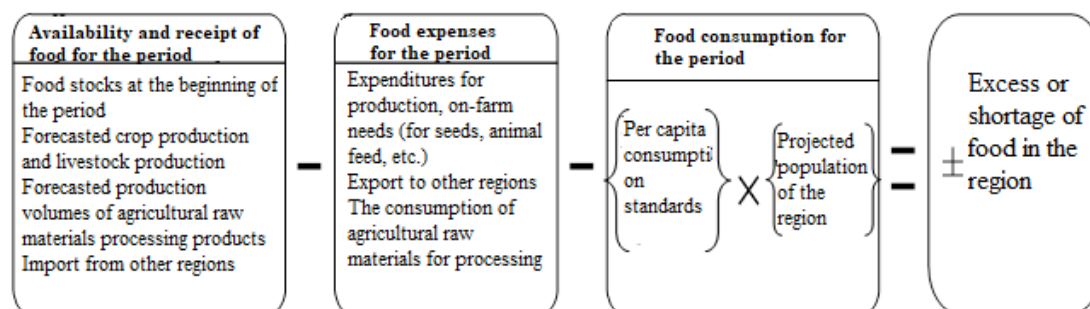 Availability and receipt of
food for the period
Food stocks at the beginning of
the period
Forecasted crop production
and livestock production
Forecasted production
volumes of agricultural raw
materials processing products
Import from other regions
−
Food expenses
for the period
Expenditures for
production, on-farm
needs (for seeds, animal
feed, etc.)
Export to other regions
The consumption of
agricultural raw
materials for processing
−
Food consumption for
the period
Per capita
consumpti
on
standards
×
Projected
population
of the
region
=
±
Excess or
shortage of
food in the
region